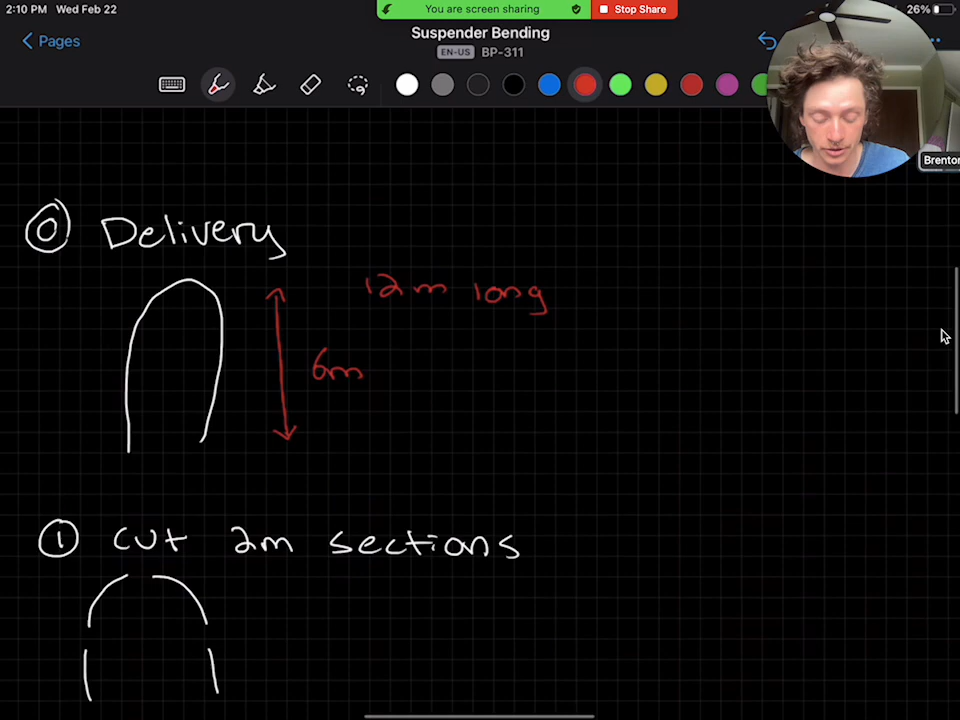 2:10 PM Wed Feb 22
You are screen sharing
Stop Share
26%
Pages
Suspender Bending
EN-US BP-311
Brenton
0 Delivery
12m long
6m
1 cut 2m sections